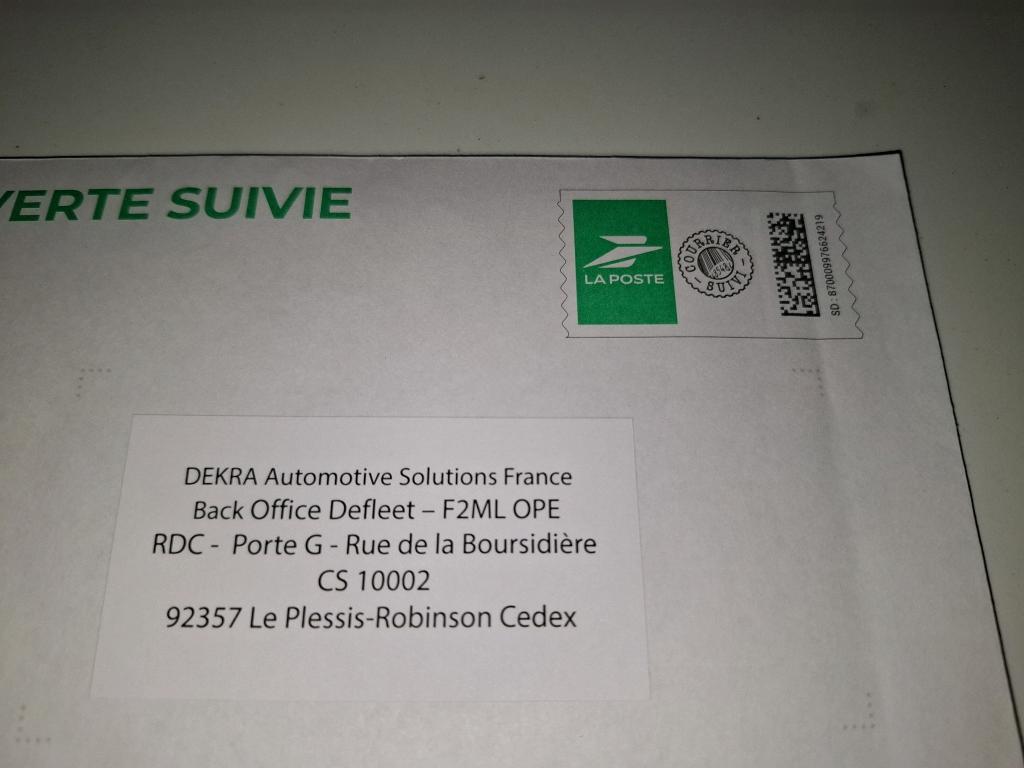 VERTE SUIVIE
LA POSTE
COURRIER
SUIVI
SD : 870009976624219
DEKRA Automotive Solutions France
Back Office Defleet – F2ML OPE
RDC - Porte G - Rue de la Boursidière
CS 10002
92357 Le Plessis-Robinson Cedex